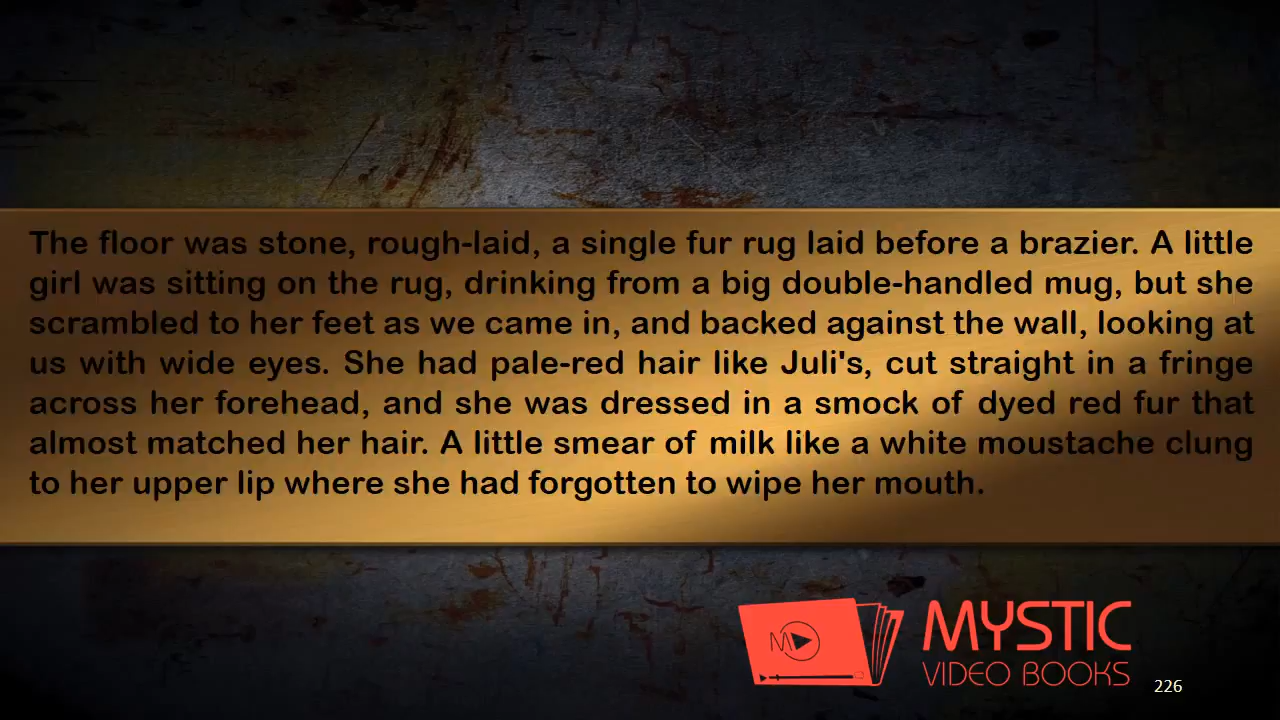 The floor was stone, rough-laid, a single fur rug laid before a brazier. A little
girl was sitting on the rug, drinking from a big double-handled mug, but she
scrambled to her feet as we came in, and backed against the wall, looking at
us with wide eyes. She had pale-red hair like Juli's, cut straight in a fringe
across her forehead, and she was dressed in a smock of dyed red fur that
almost matched her hair. A little smear of milk like a white moustache clung
to her upper lip where she had forgotten to wipe her mouth.
M
MYSTIC
VIDEO BOOKS
226